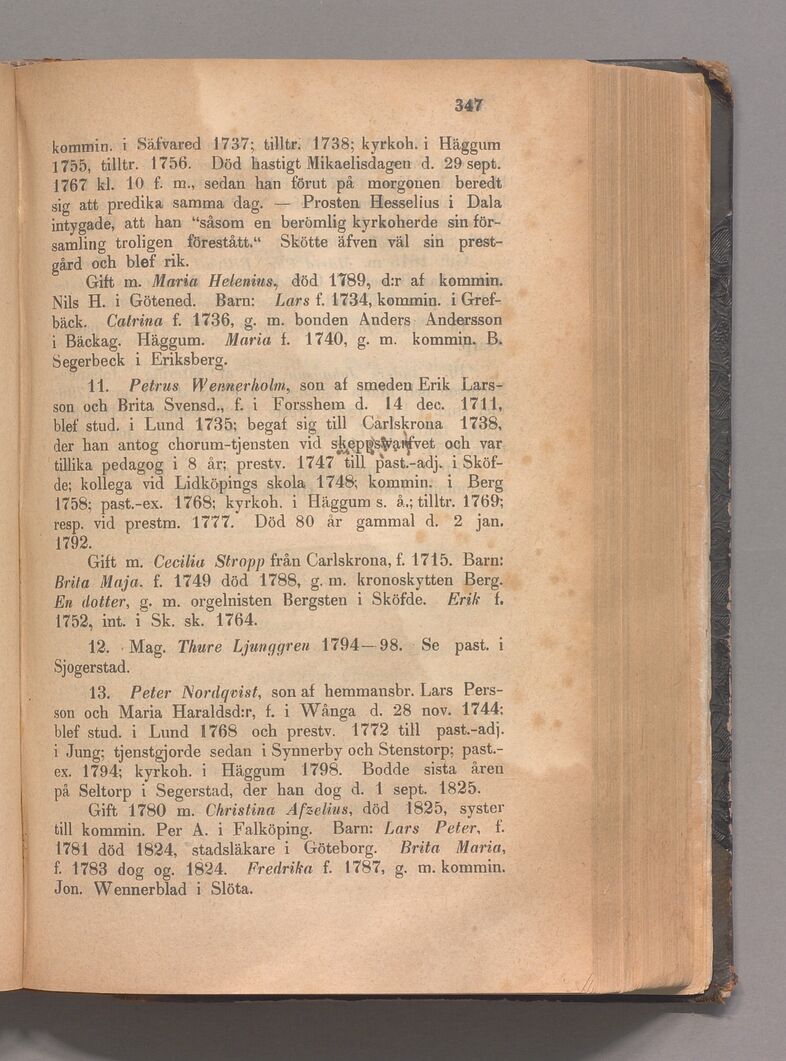 347
kommin. i Säfvared 1737; tilltr. 1738; kyrkoh. i Häggum
1755, tilltr. 1756. Död hastigt Mikaelisdagen d. 29 sept.
1767 kl. 10 f. m., sedan han förut på morgonen beredt
sig att predika samma dag. — Prosten Hesselius i Dala
intygade, att han “såsom en berömlig kyrkoherde sin för-
samling troligen förestått.“ Skötte äfven väl sin prest-
gård och blef rik.
Gift m. Maria Helenius, död 1789, d:r af kommin.
Nils H. i Götened. Barn: Lars f. 1734, kommin. i Gref-
bäck. Catrina f. 1736, g. m. bonden Anders Andersson
i Bäckag. Häggum. Maria f. 1740, g. m. kommin. B.
Segerbeck i Eriksberg.
11. Petrus Wennerholm, son af smeden Erik Lars-
son och Brita Svensd., f. i Forsshem d. 14 dec. 1711,
blef stud. i Lund 1735; begaf sig till Carlskrona 1738,
der han antog chorum-tjensten vid skeppsvarfvet och var
tillika pedagog i 8 år; prestv. 1747 till past.-adj. i Sköf-
de; kollega vid Lidköpings skola 1748; kommin. i Berg
1758; past.-ex. 1768; kyrkoh. i Häggum s. å.; tilltr. 1769;
resp. vid prestm. 1777. Död 80 år gammal d. 2 jan.
1792.
Gift m. Cecilia Stropp från Carlskrona, f. 1715. Barn:
Brita Maja. f. 1749 död 1788, g. m. kronoskytten Berg.
En dotter, g. m. orgelnisten Bergsten i Sköfde. Erik f.
1752, int. i Sk. sk. 1764.
12. Mag. Thure Ljunggren 1794—98. Se past. i
Sjogerstad.
13. Peter Nordqvist, son af hemmansbr. Lars Pers-
son och Maria Haraldsd:r, f. i Wånga d. 28 nov. 1744;
blef stud. i Lund 1768 och prestv. 1772 till past.-adj.
i Jung; tjenstgjorde sedan i Synnerby och Stenstorp; past.-
ex. 1794; kyrkoh. i Häggum 1798. Bodde sista åren
på Seltorp i Segerstad, der han dog d. 1 sept. 1825.
Gift 1780 m. Christina Afzelius, död 1825, syster
till kommin. Per A. i Falköping. Barn: Lars Peter, f.
1781 död 1824, stadsläkare i Göteborg. Brita Maria,
f. 1783 dog og. 1824. Fredrika f. 1787, g. m. kommin.
Jon. Wennerblad i Slöta.